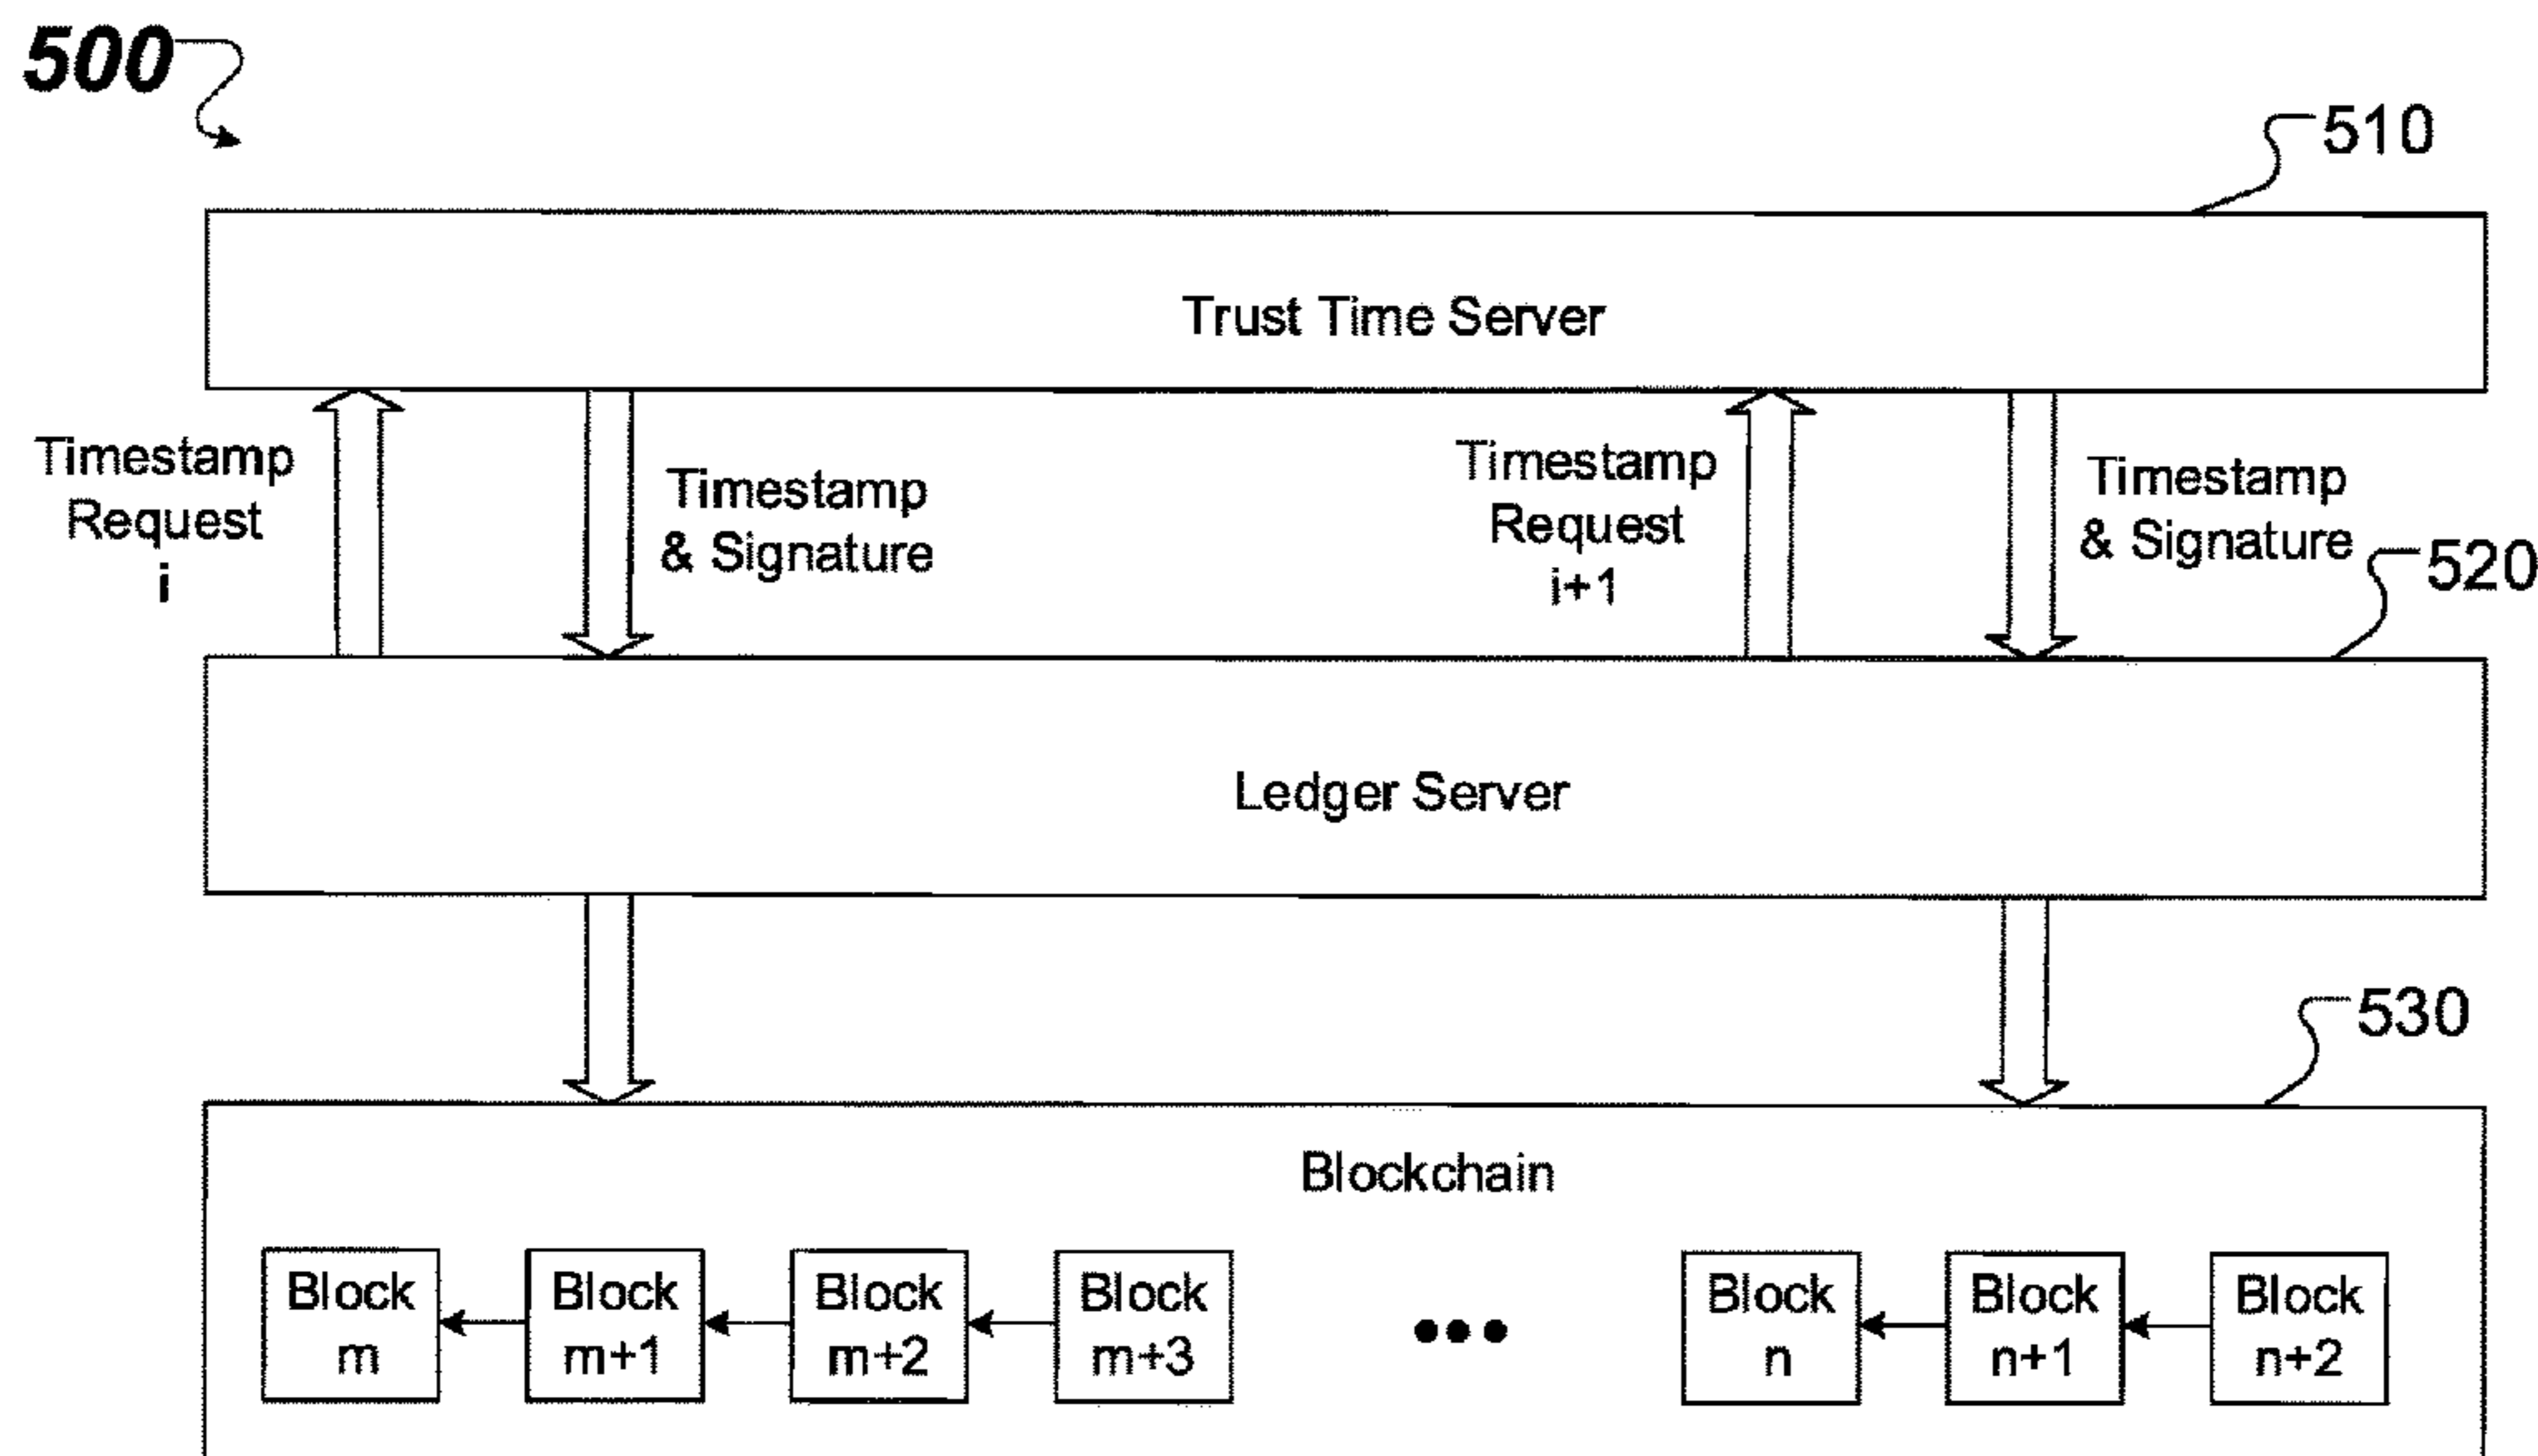 500
510
Trust Time Server
Timestamp
Request
i
Timestamp
& Signature
Timestamp
Request
i+1
Timestamp
& Signature
520
Ledger Server
530
Blockchain
Block
m
Block
m+1
Block
m+2
Block
m+3
•••
Block
n
Block
n+1
Block
n+2